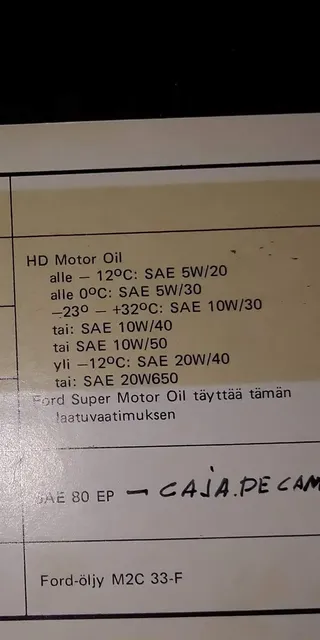 HD Motor Oil
alle — 12ºC: SAE 5W/20
alle 0ºC: SAE 5W/30
—23º — +32ºC: SAE 10W/30
tai: SAE 10W/40
tai SAE 10W/50
yli —12ºC: SAE 20W/40
tai: SAE 20W650
Ford Super Motor Oil täyttää tämän
laatuvaatimuksen
SAE 80 EP — CAJA.DE CAM
Ford-öljy M2C 33-F